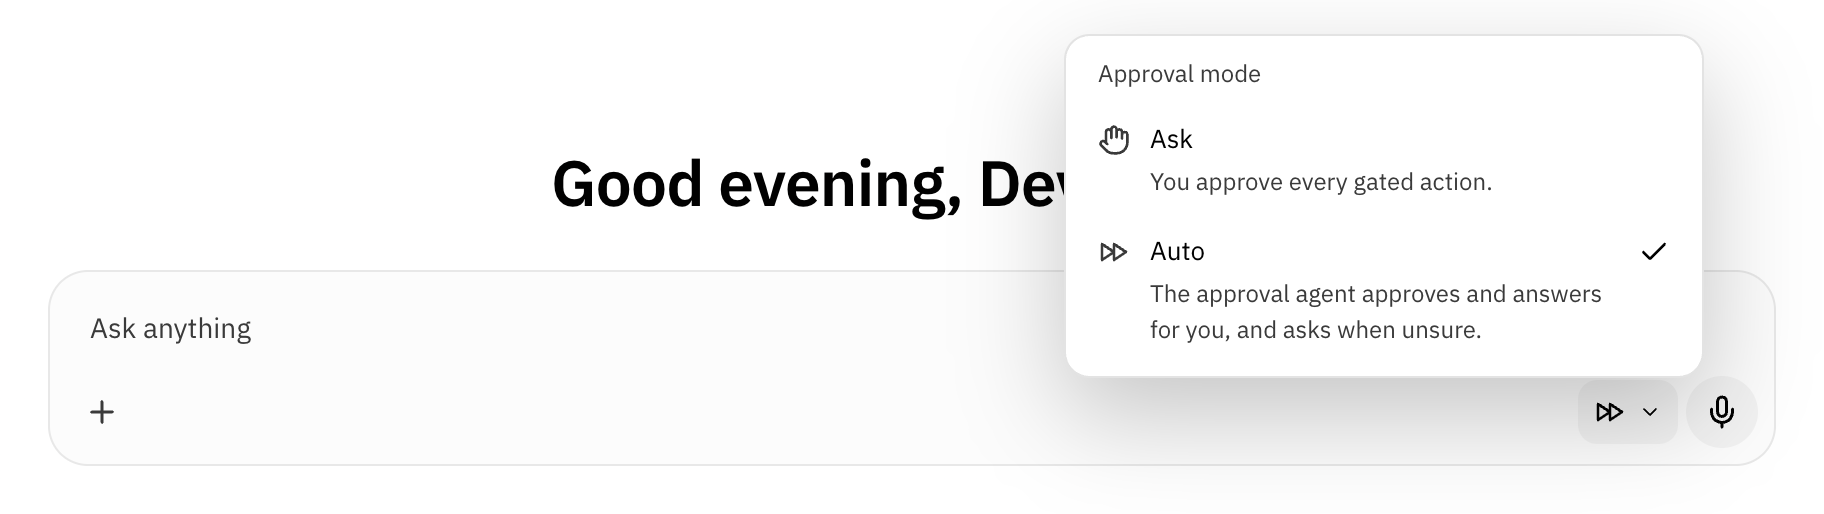 Approval mode
Ask
You approve every gated action.
Good evening,
Auto
The approval agent approves and answers
for you, and asks when unsure.
Ask anything